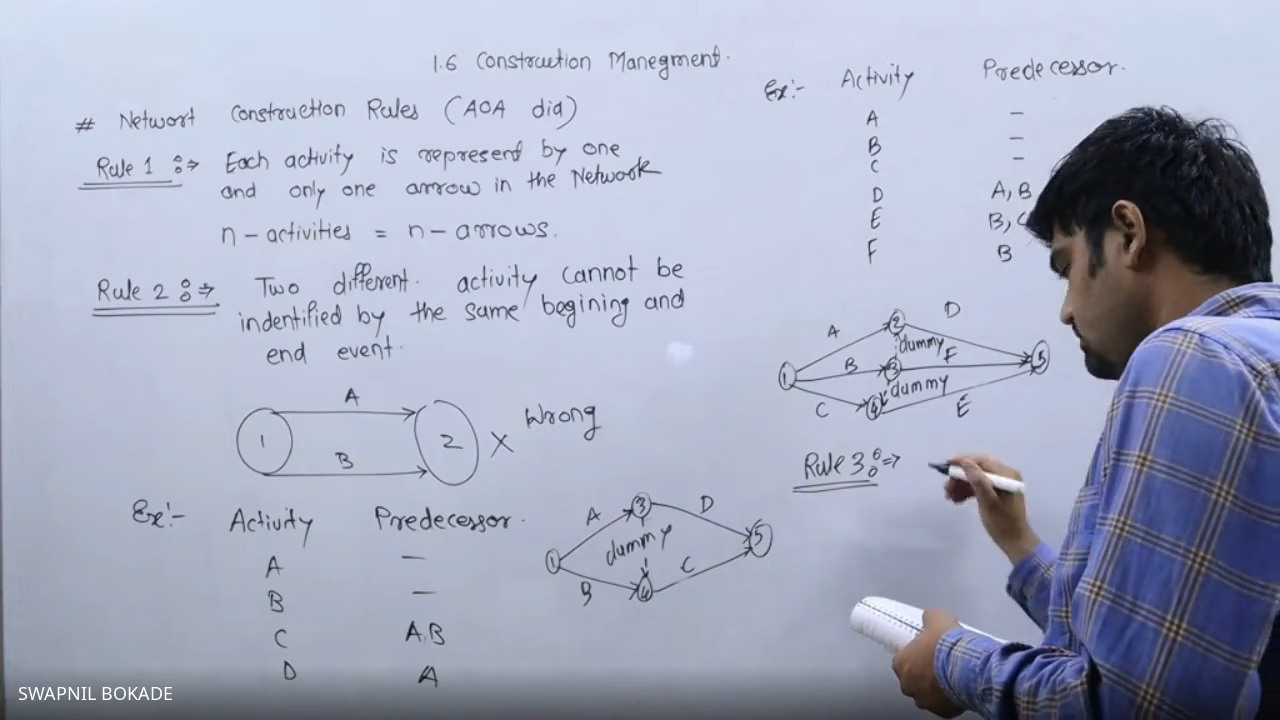 1.6 Construction Manegment.
# Networt Construction Rules (AOA dia)
Rule 1 :⇒ Each activity is represent by one
and only one arrow in the Network
n-activities = n-arrows.
Rule 2 :⇒ Two different activity cannot be
indentified by the same begining and
end event.
A
1 2 × Wrong
B
Ex:- Activity Predecessor.
A -
B -
C A,B
D A
A 3 D
1 dummy 5
B 4 C
Ex:- Activity Predecessor.
A -
B -
C -
D A, B
E B, C
F B
A 2 D
dummy
1 B 3 F 5
dummy
C 4 E
Rule 3 :⇒
SWAPNIL BOKADE